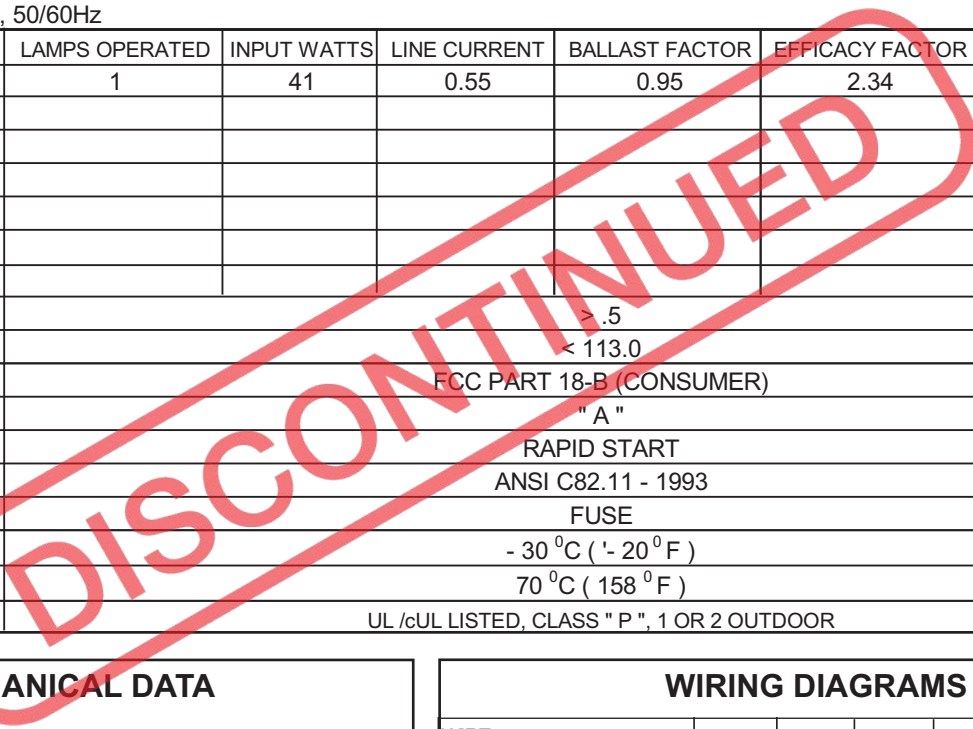 , 50/60Hz
LAMPS OPERATED INPUT WATTS LINE CURRENT BALLAST FACTOR EFFICACY FACTOR
1 41 0.55 0.95 2.34
> .5
< 113.0
FCC PART 18-B (CONSUMER)
" A "
RAPID START
ANSI C82.11 - 1993
FUSE
- 30 ⁰C ( '- 20 ⁰ F )
70 ⁰C ( 158 ⁰ F )
UL /cUL LISTED, CLASS " P ", 1 OR 2 OUTDOOR
DISCONTINUED
ANICAL DATA
WIRING DIAGRAMS